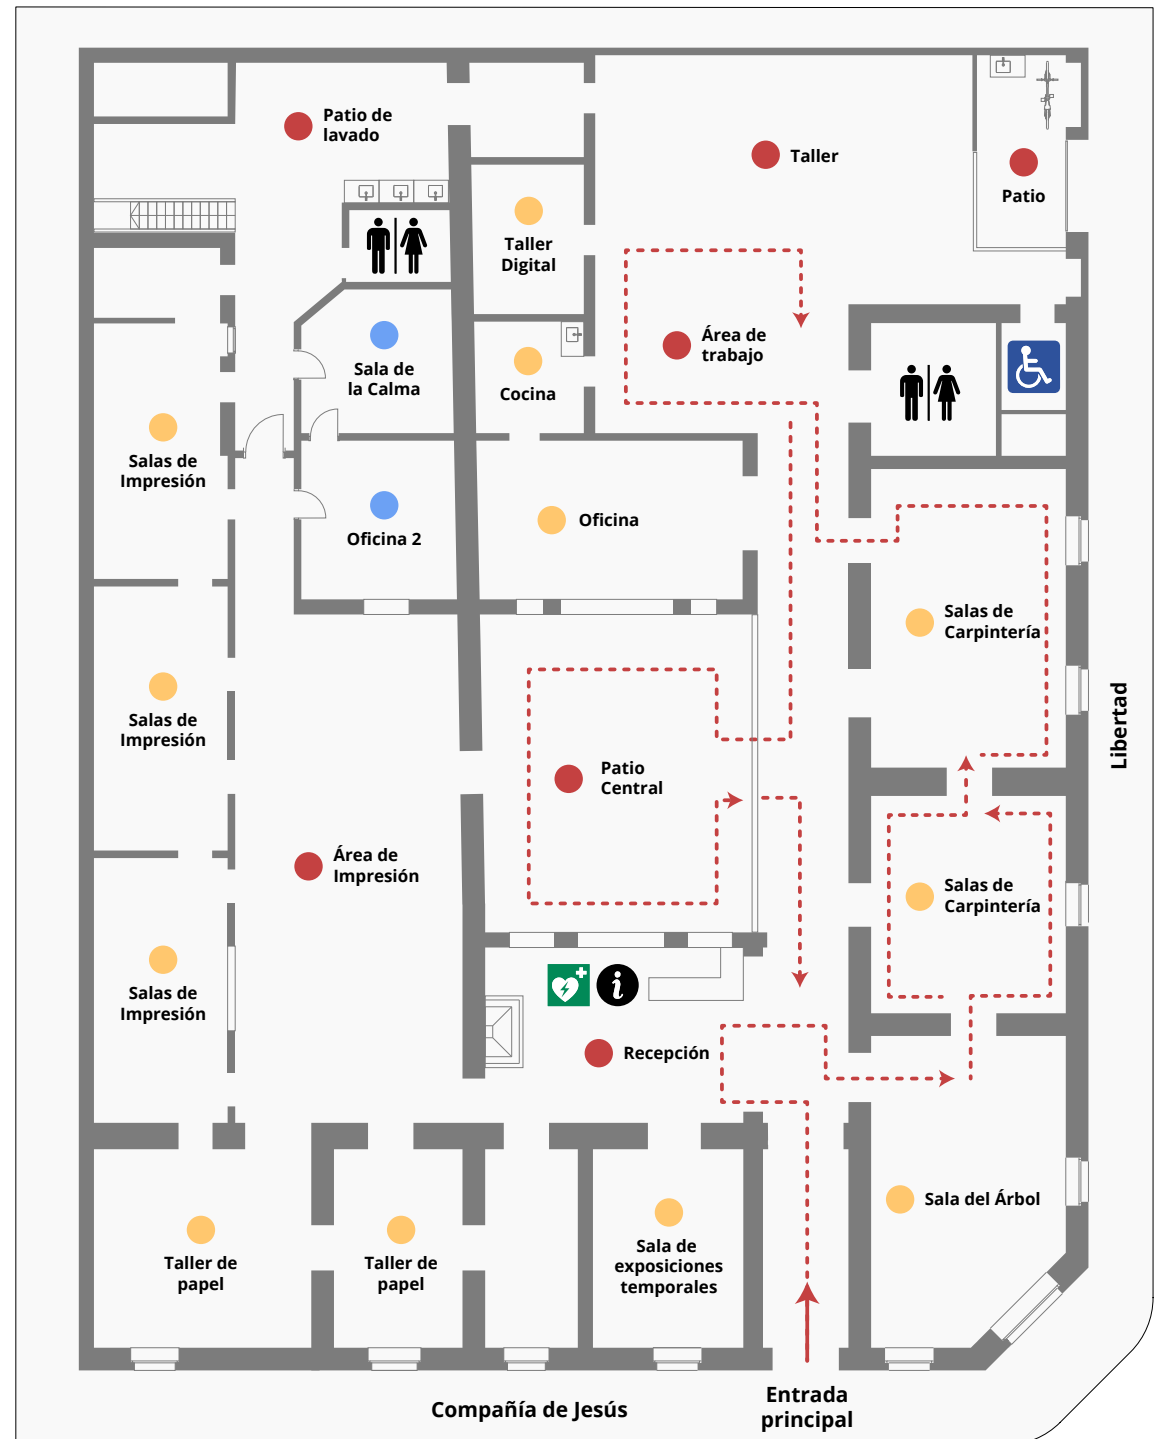 Patio de
lavado
Taller
Patio
Taller
Digital
Área de
trabajo
Sala de
la Calma
Cocina
Salas de
Impresión
Oficina 2
Oficina
Salas de
Carpintería
Salas de
Impresión
Libertad
Patio
Central
Área de
Impresión
Salas de
Carpintería
Salas de
Impresión
i
Recepción
Sala del Árbol
Taller de
papel
Taller de
papel
Sala de
exposiciones
temporales
Compañía de Jesús
Entrada
principal